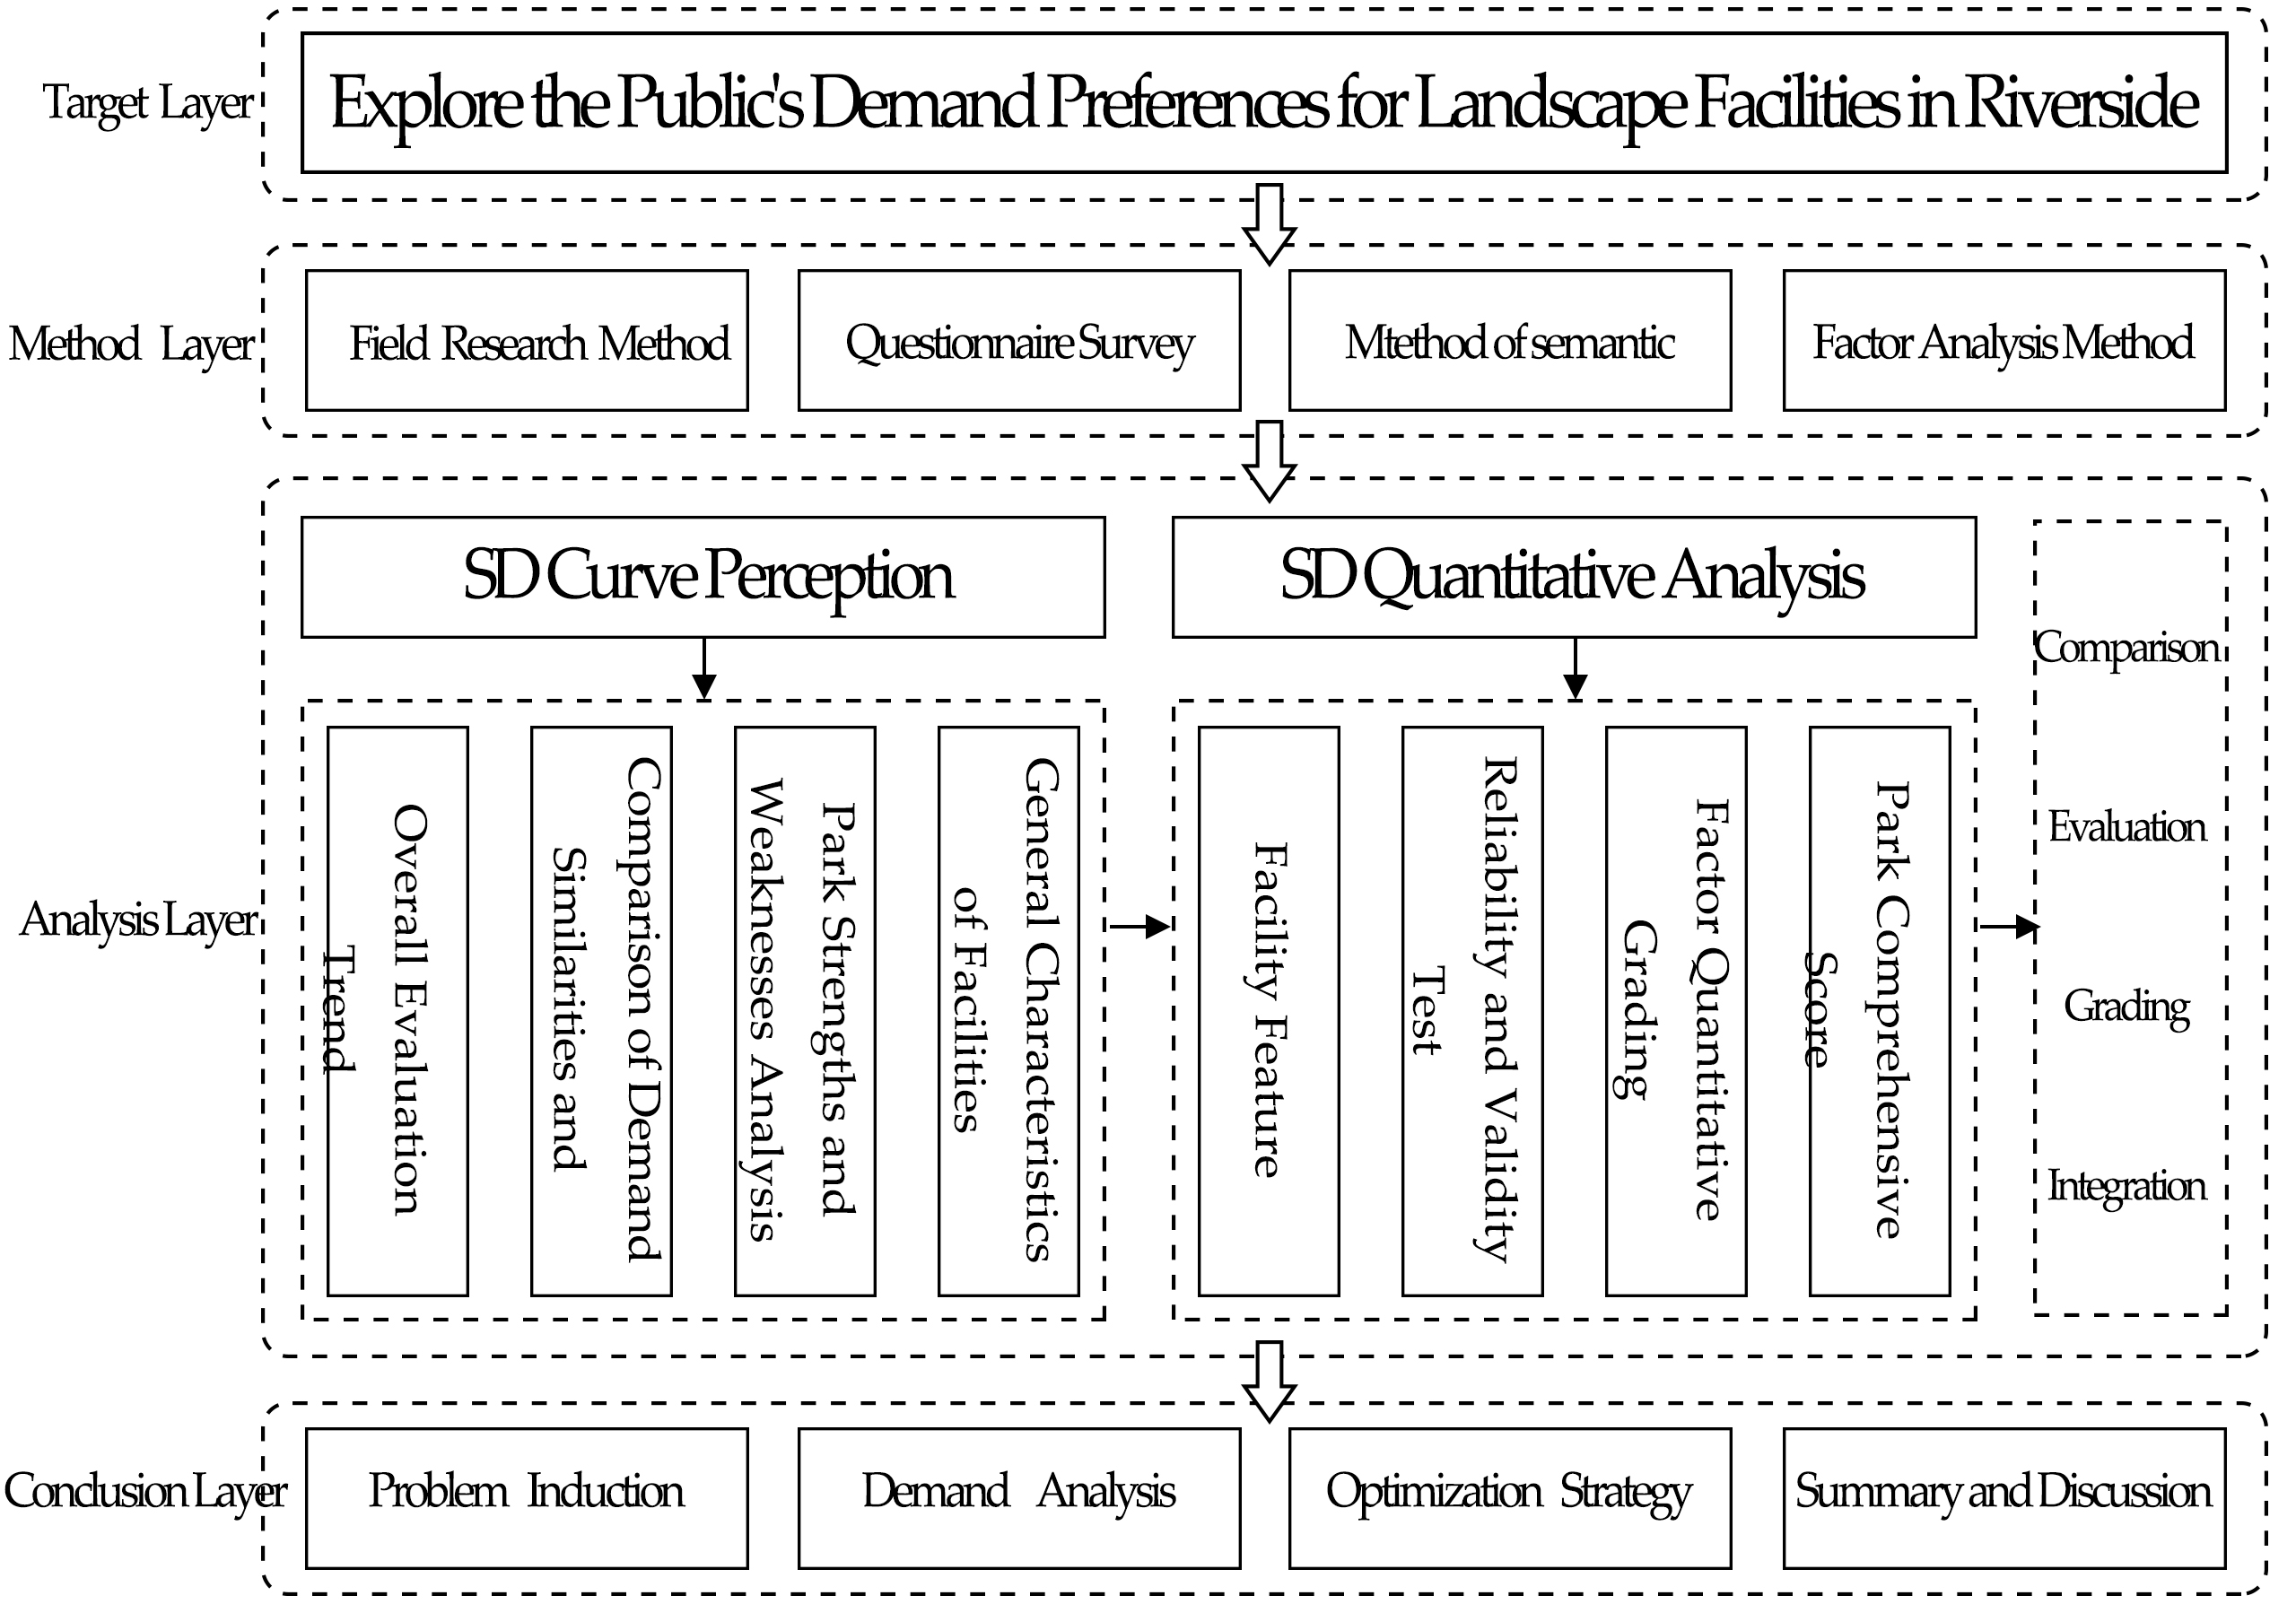 Target Layer
Explore the Public's Demand Preferences for Landscape Facilities in Riverside
Method Layer
Field Research Method
Questionnaire Survey
Mtethod of semantic
Factor Analysis Method
Analysis Layer
SD Curve Perception
SD Quantitative Analysis
Overall Evaluation
Trend
Comparison of Demand
Similarities and
Park Strengths and
Weaknesses Analysis
General Characteristics
of Facilities
Facility Feature
Reliability and Validity
Test
Factor Quantitative
Grading
Park Comprehensive
Score
Comparison
Evaluation
Grading
Integration
Conclusion Layer
Problem Induction
Demand Analysis
Optimization Strategy
Summary and Discussion